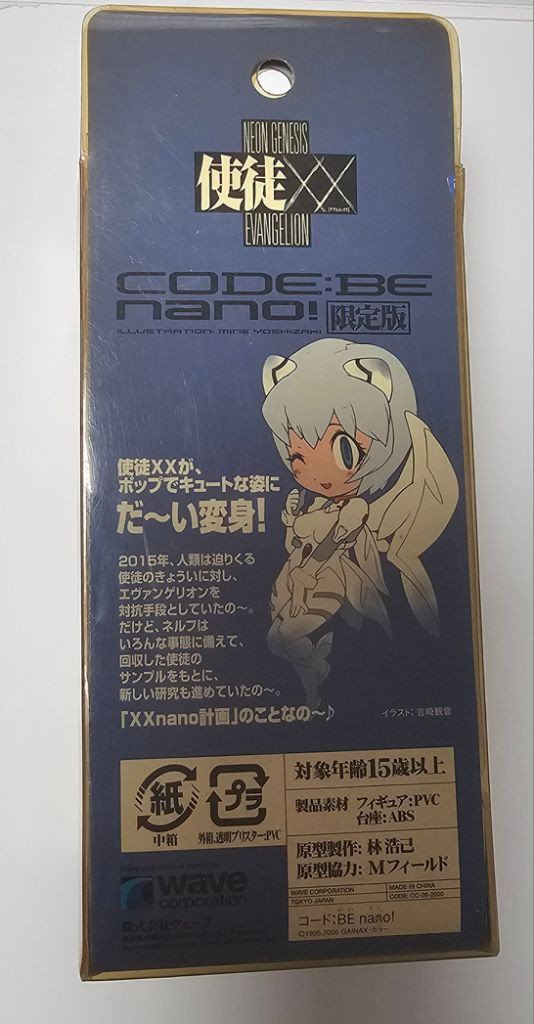 NEON GENESIS
使徒XX
[ダブルエックス]
EVANGELION
CODE:BE
nano! 限定版
ILLUSTRATION: MINE YOSHIZAKI
使徒XXが、
ポップでキュートな姿に
だ～い変身！
2015年、人類は迫りくる
使徒のきょういに対し、
エヴァンゲリオンを
対抗手段としていたの～。
だけど、ネルフは
いろんな事態に備えて、
回収した使徒の
サンプルをもとに、
新しい研究も進めていたの～。
「XXnano計画」のことなの～♪
イラスト: 吉崎観音
紙
中箱
プラ
外箱、透明ブリスター:PVC
対象年齢15歳以上
製品素材 フィギュア:PVC
台座:ABS
原型製作: 林 浩己
原型協力: Mフィールド
WAVE CORPORATION
TOKYO JAPAN
MADE IN CHINA
CODE: CC-26-2000
コード:BE nano!
©1995,2006 GAINAX・カラー
wave
corporation
株式会社ウェーブ